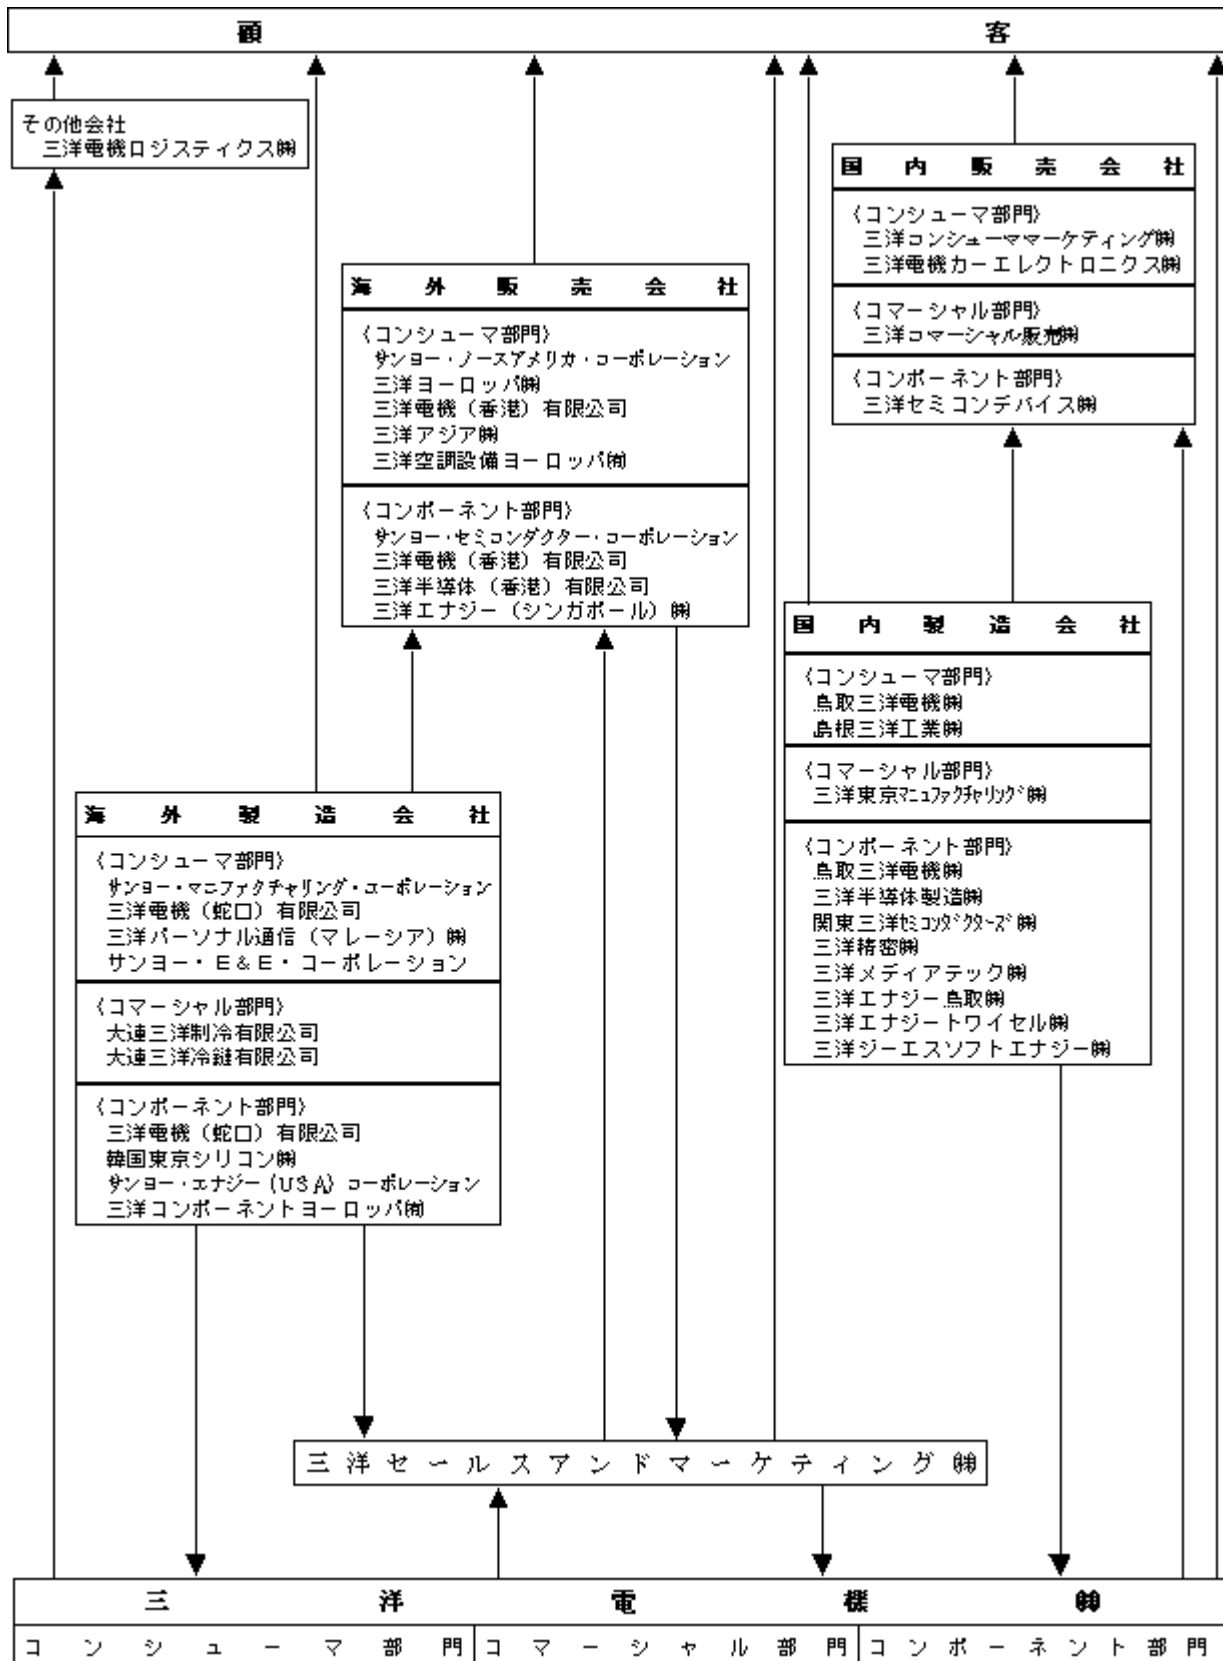 顧客
その他会社
三洋電機ロジスティクス㈱
国内販売会社
〈コンシューマ部門〉
三洋コンシューママーケティング㈱
三洋電機カーエレクトロニクス㈱
〈コマーシャル部門〉
三洋コマーシャル販売㈱
〈コンポーネント部門〉
三洋セミコンデバイス㈱
海外販売会社
〈コンシューマ部門〉
サンヨー・ノースアメリカ・コーポレーション
三洋ヨーロッパ㈱
三洋電機（香港）有限公司
三洋アジア㈱
三洋空調設備ヨーロッパ㈲
〈コンポーネント部門〉
サンヨー・セミコンダクター・コーポレーション
三洋電機（香港）有限公司
三洋半導体（香港）有限公司
三洋エナジー（シンガポール）㈱
国内製造会社
〈コンシューマ部門〉
鳥取三洋電機㈱
島根三洋工業㈱
〈コマーシャル部門〉
三洋東京ﾏﾆｭﾌｧｸﾁｬﾘﾝｸﾞ㈱
〈コンポーネント部門〉
鳥取三洋電機㈱
三洋半導体製造㈱
関東三洋ｾﾐｺﾝﾀﾞｸﾀｰｽﾞ㈱
三洋精密㈱
三洋メディアテック㈱
三洋エナジー鳥取㈱
三洋エナジートワイセル㈱
三洋ジーエスソフトエナジー㈱
海外製造会社
〈コンシューマ部門〉
サンヨー・マニファクチャリング・コーポレーション
三洋電機（蛇口）有限公司
三洋パーソナル通信（マレーシア）㈱
サンヨー・Ｅ＆Ｅ・コーポレーション
〈コマーシャル部門〉
大連三洋制冷有限公司
大連三洋冷鏈有限公司
〈コンポーネント部門〉
三洋電機（蛇口）有限公司
韓国東京シリコン㈱
サンヨー・エナジー（USA）コーポレーション
三洋コンポーネントヨーロッパ㈲
三洋セールスアンドマーケティング㈱
三洋電機㈱
コンシューマ部門
コマーシャル部門
コンポーネント部門